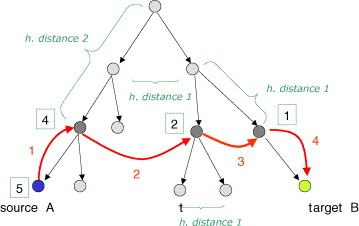 h. distance 2
h. distance 1
h. distance 1
4
2
1
1
2
3
4
5
t
source A
target B
h. distance 1